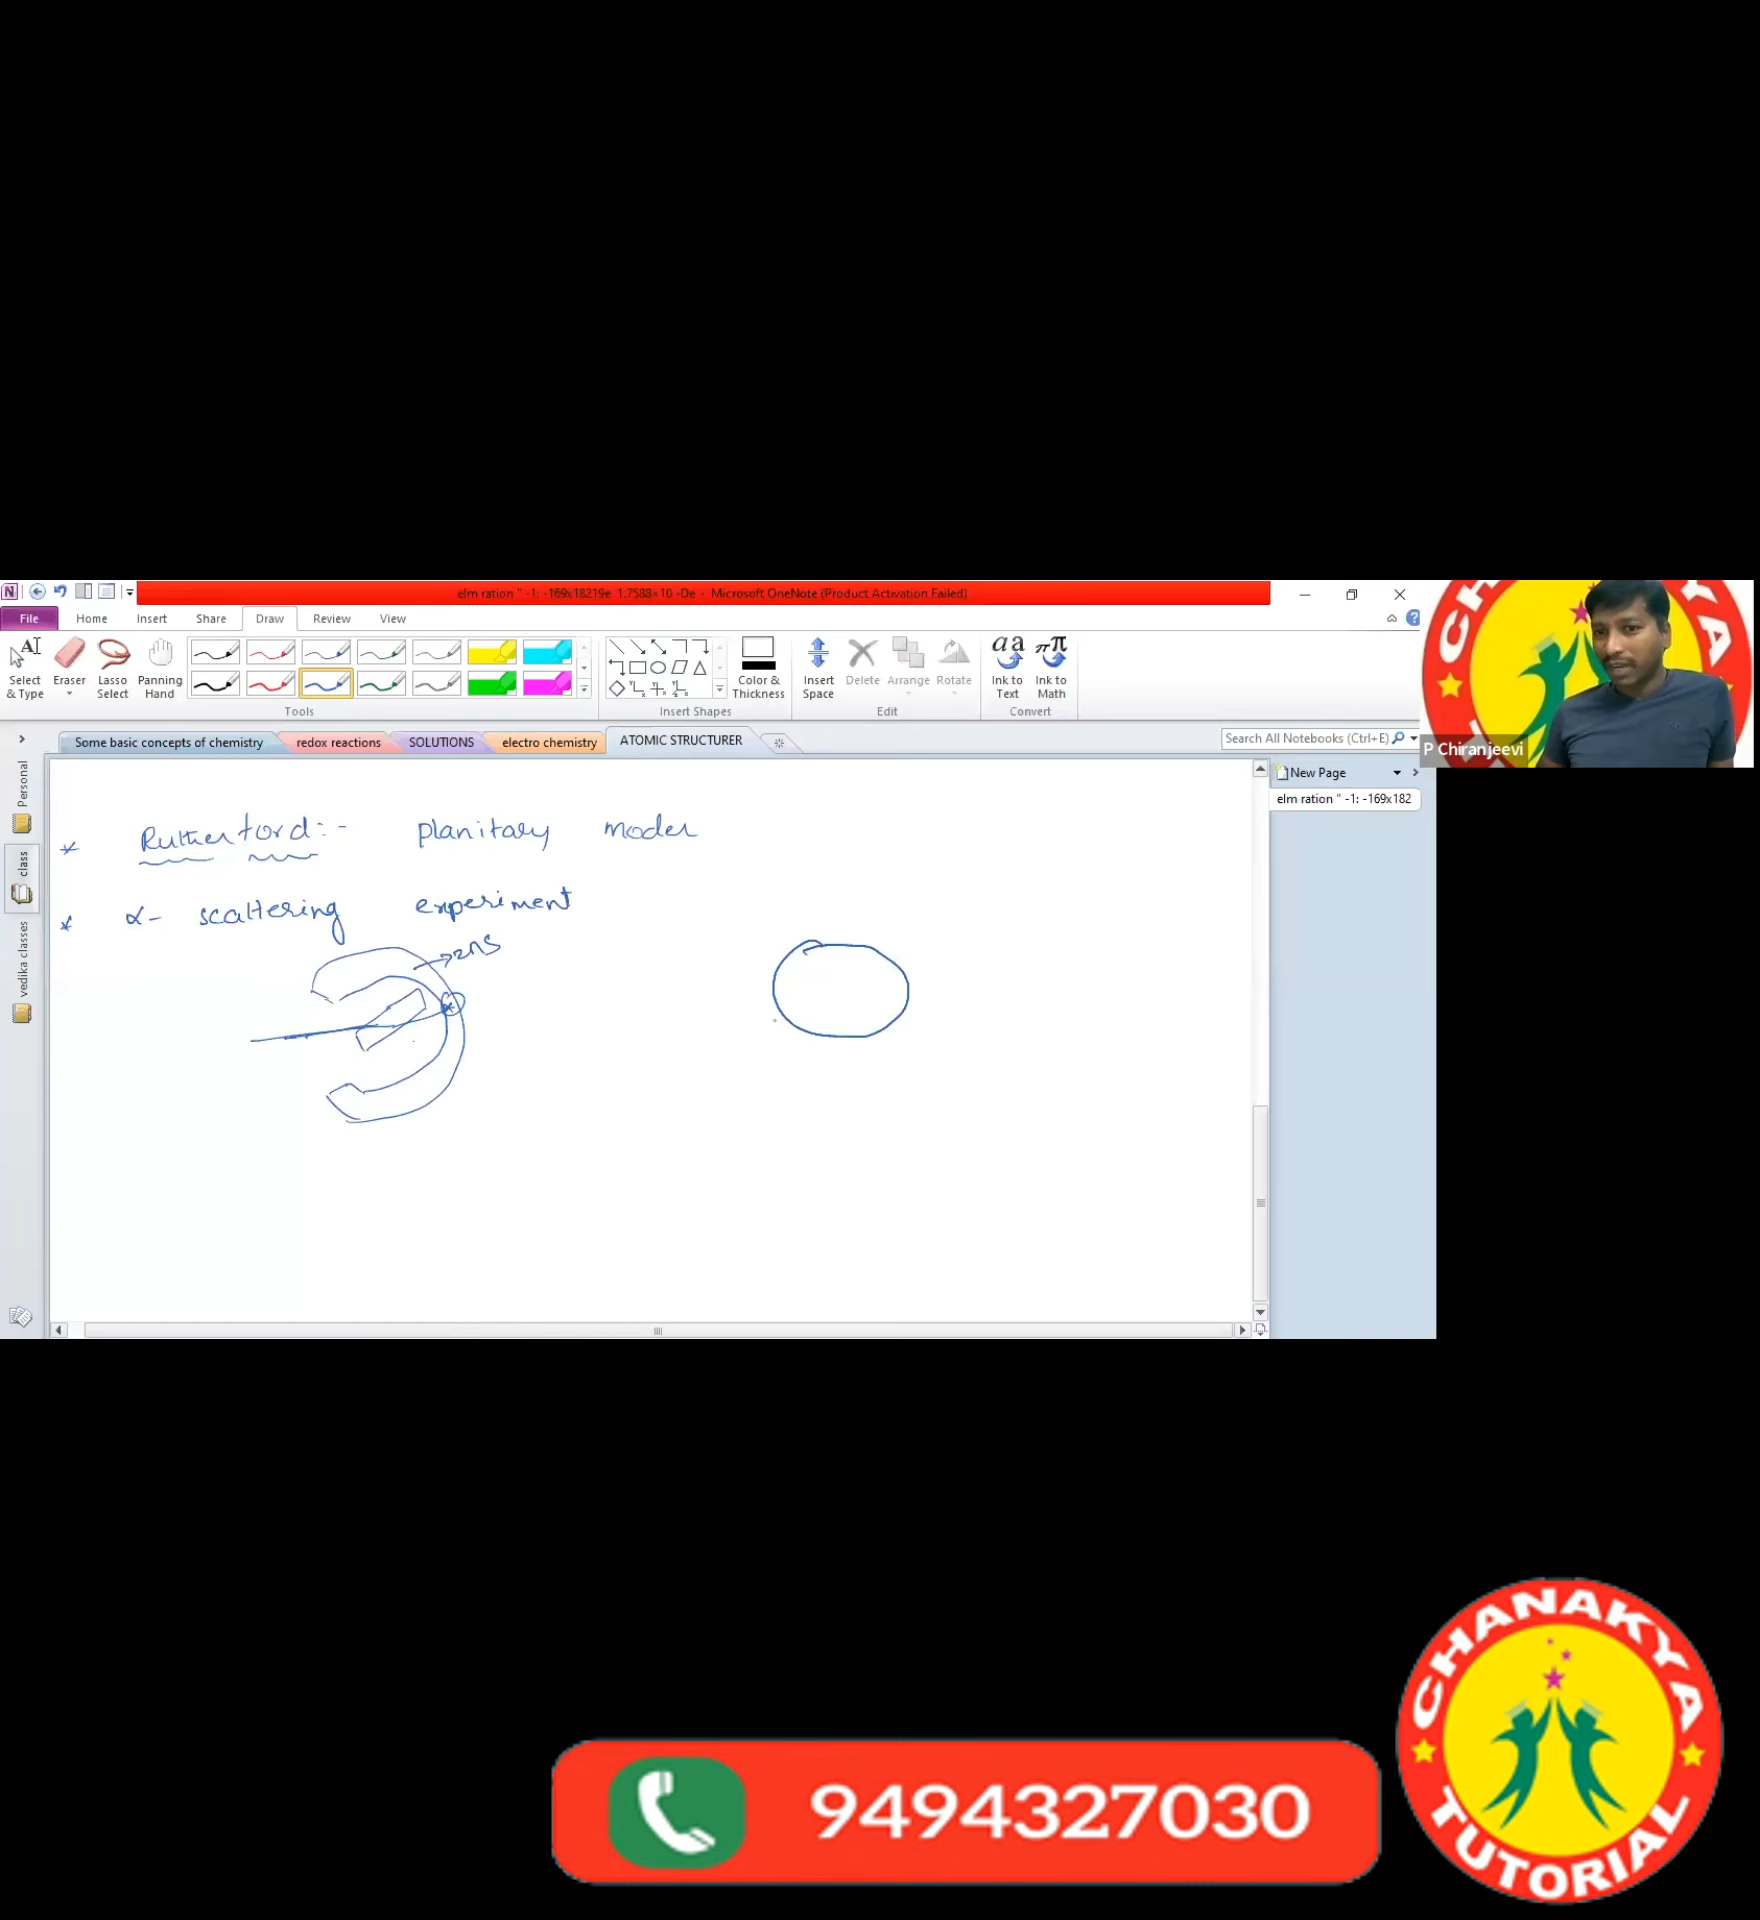 elm ration " -1: -169x18219e 1.7588×10 -De - Microsoft OneNote (Product Activation Failed)
File Home Insert Share Draw Review View
Select & Type
Eraser
Lasso Select
Panning Hand
Color & Thickness
Insert Space
Delete
Arrange
Rotate
Ink to Text
Ink to Math
Tools
Insert Shapes
Edit
Convert
Some basic concepts of chemistry redox reactions SOLUTIONS electro chemistry ATOMIC STRUCTURER
Search All Notebooks (Ctrl+E)
P Chiranjeevi
New Page
elm ration " -1: -169x182
Personal
class
vedika classes
* Rutherford:- planitary model
* α- scattering experiment
zns
9494327030
CHANAKYA
TUTORIAL